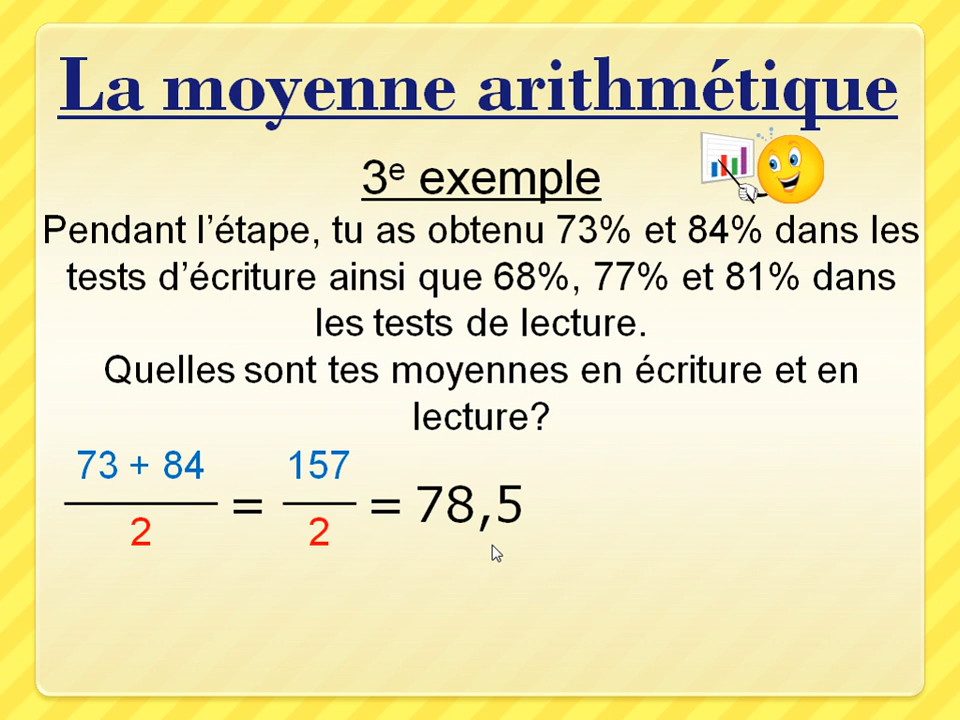 La moyenne arithmétique
3e exemple
Pendant l'étape, tu as obtenu 73% et 84% dans les
tests d'écriture ainsi que 68%, 77% et 81% dans
les tests de lecture.
Quelles sont tes moyennes en écriture et en
lecture?
73 + 84
2
=
157
2
= 78,5